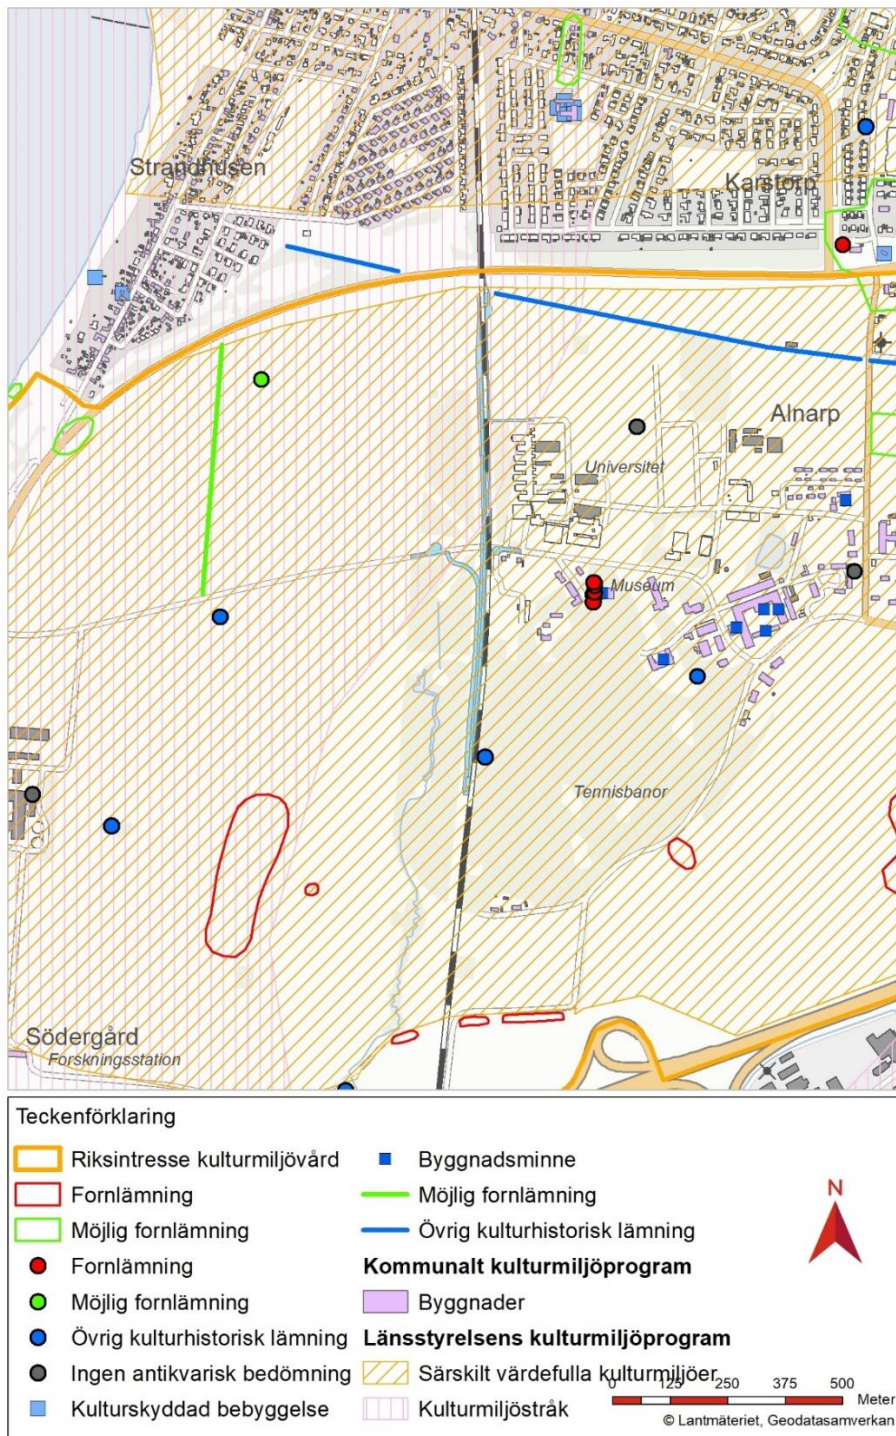 Strandhusen
Karstorp
Alnarp
Universitet
Museum
Tennisbanor
Södergård
Forskningsstation
Teckenförklaring
Riksintresse kulturmiljövård
Fornlämning
Möjlig fornlämning
Fornlämning
Möjlig fornlämning
Övrig kulturhistorisk lämning
Ingen antikvarisk bedömning
Kulturskyddad bebyggelse
Byggnadsminne
Möjlig fornlämning
Övrig kulturhistorisk lämning
Kommunalt kulturmiljöprogram
Byggnader
Länsstyrelsens kulturmiljöprogram
Särskilt värdefulla kulturmiljöer
Kulturmiljöstråk
N
0 125 250 375 500
Meter
© Lantmäteriet, Geodatasamverkan